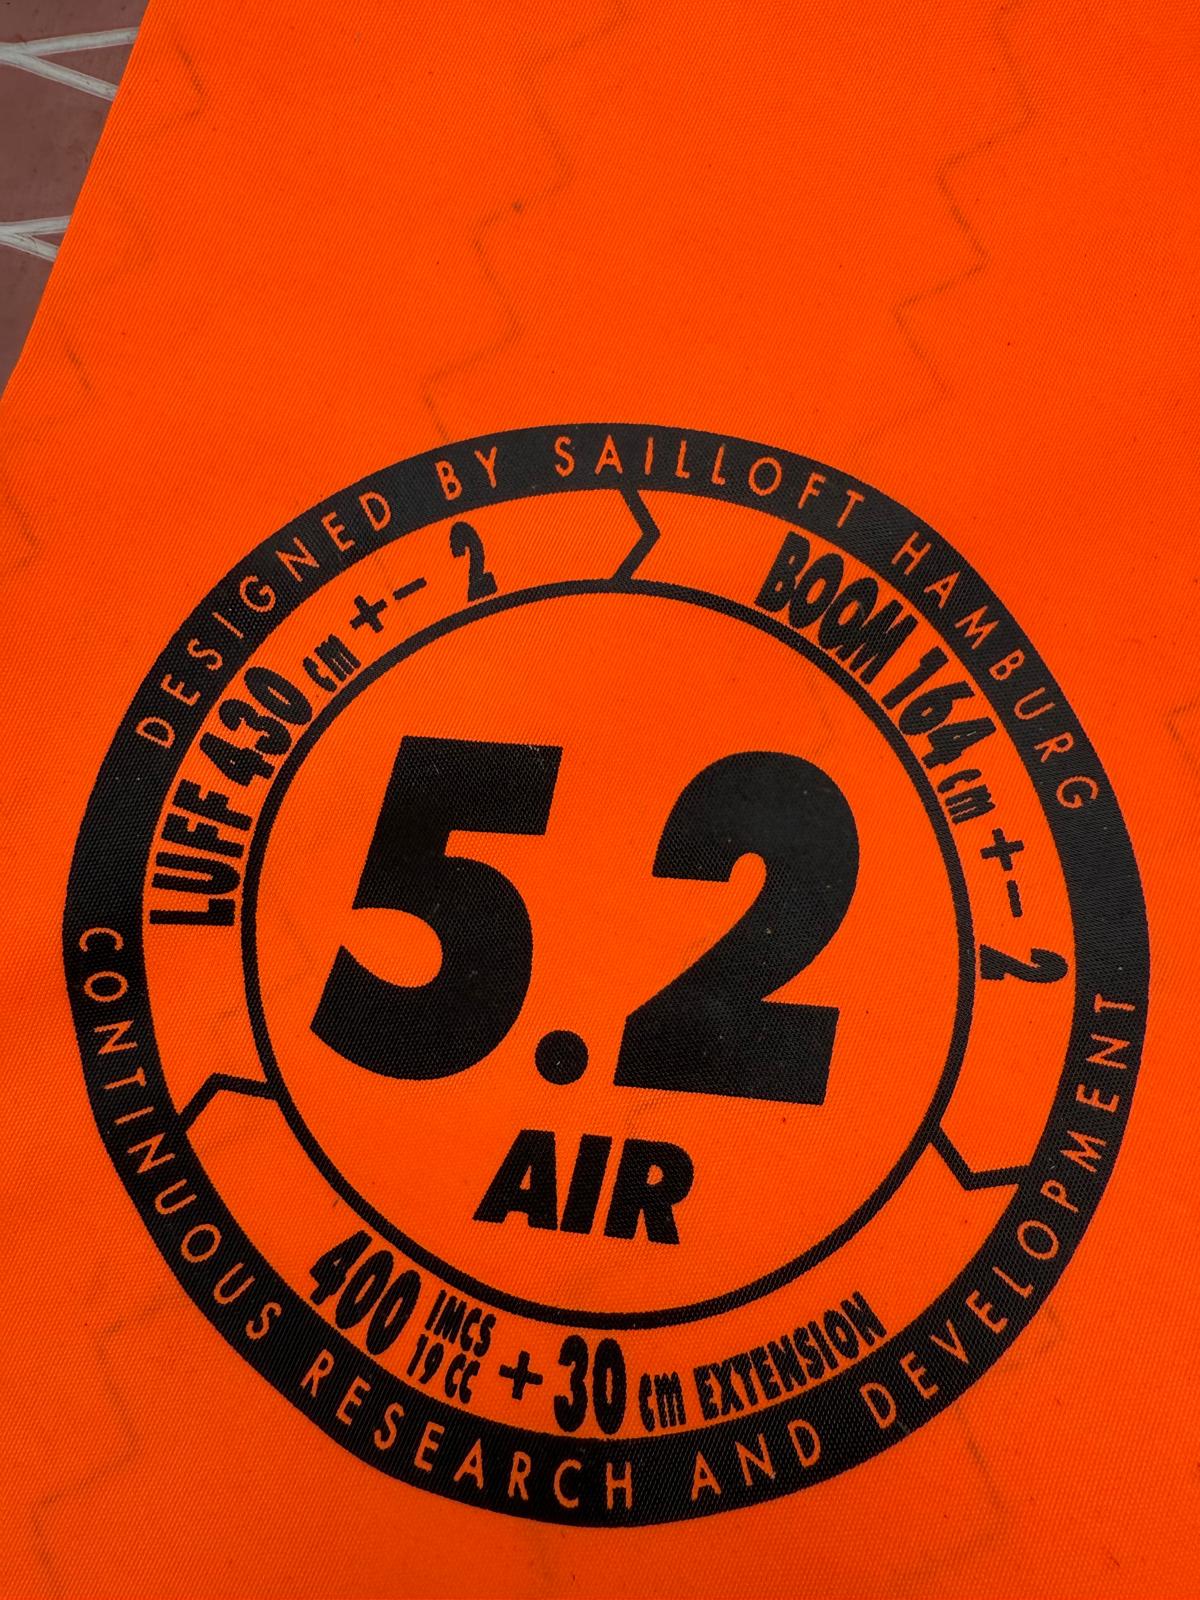 DESIGNED BY SAILLOFT HAMBURG
LUFF 430 cm +- 2
BOOM 164 cm +- 2
5.2
AIR
400 IMCS 19 CC + 30 cm EXTENSION
CONTINUOUS RESEARCH AND DEVELOPMENT